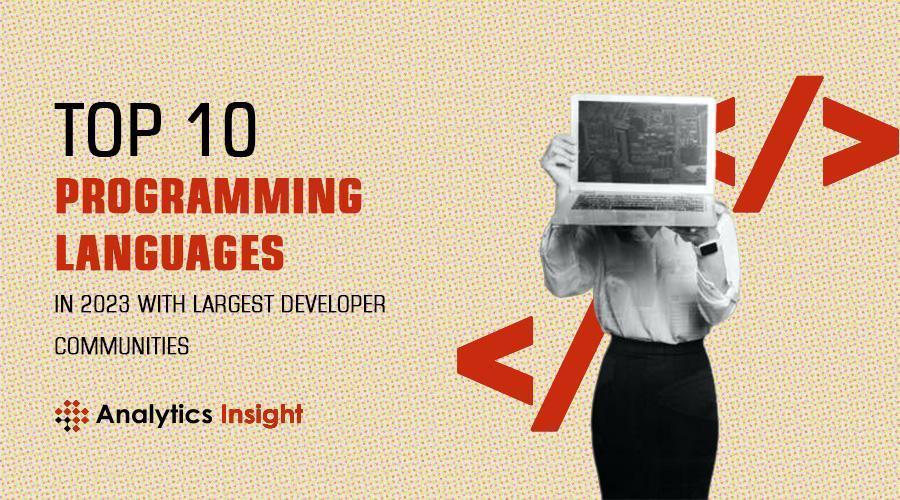 TOP 10
PROGRAMMING
LANGUAGES
IN 2023 WITH LARGEST DEVELOPER
COMMUNITIES
Analytics Insight
</>
</